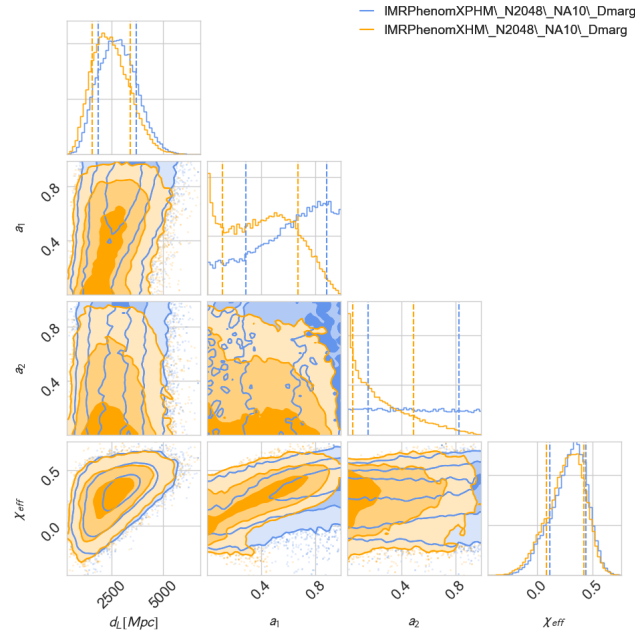 IMRPhenomXPHM\_N2048\_NA10\_Dmarg
IMRPhenomXHM\_N2048\_NA10\_Dmarg
a1
0.8
0.4
a2
0.8
0.4
χeff
0.5
0.0
2500
5000
0.4
0.8
0.4
0.8
0.0
0.5
dL[Mpc]
a1
a2
χeff